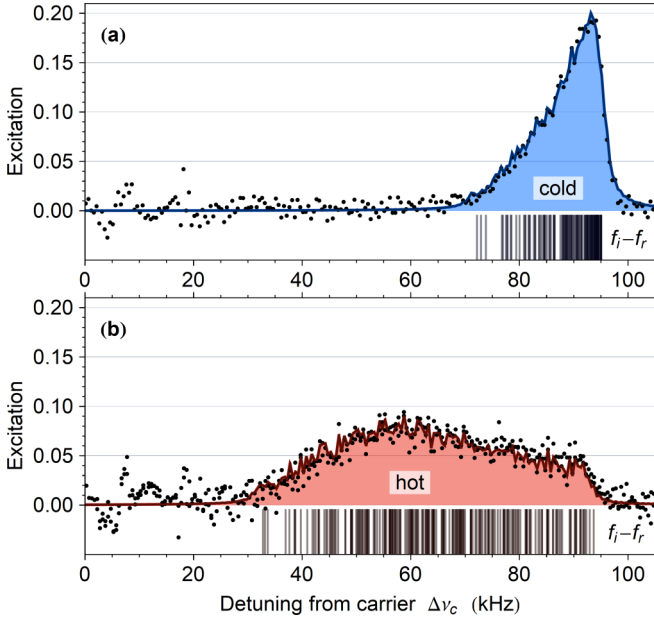 (a)
0.20
0.15
0.10
0.05
0.00
Excitation
cold
f_i–f_r
0 20 40 60 80 100
(b)
0.20
0.15
0.10
0.05
0.00
Excitation
hot
f_i–f_r
0 20 40 60 80 100
Detuning from carrier Δν_c (kHz)